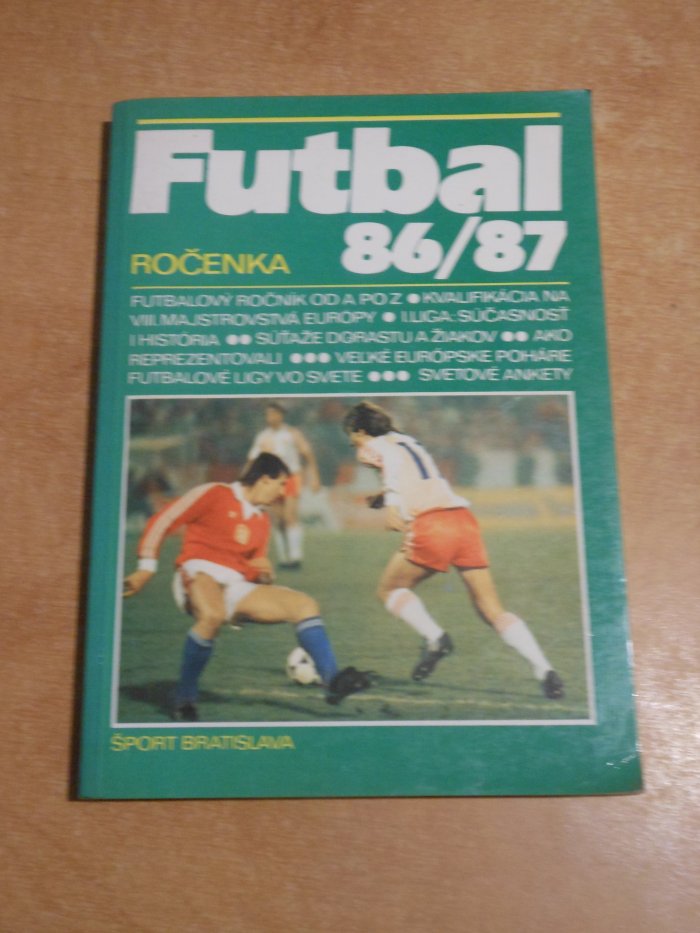 Futbal
86/87
ROČENKA
FUTBALOVÝ ROČNÍK OD A PO Z ● KVALIFIKÁCIA NA
VIII. MAJSTROVSTVÁ EURÓPY ● I. LIGA: SÚČASNOSŤ
I HISTÓRIA ●● SÚŤAŽE DORASTU A ŽIAKOV ●● AKO
REPREZENTOVALI ●●● VEĽKÉ EURÓPSKE POHÁRE
FUTBALOVÉ LIGY VO SVETE ●●● SVETOVÉ ANKETY
11
ŠPORT BRATISLAVA